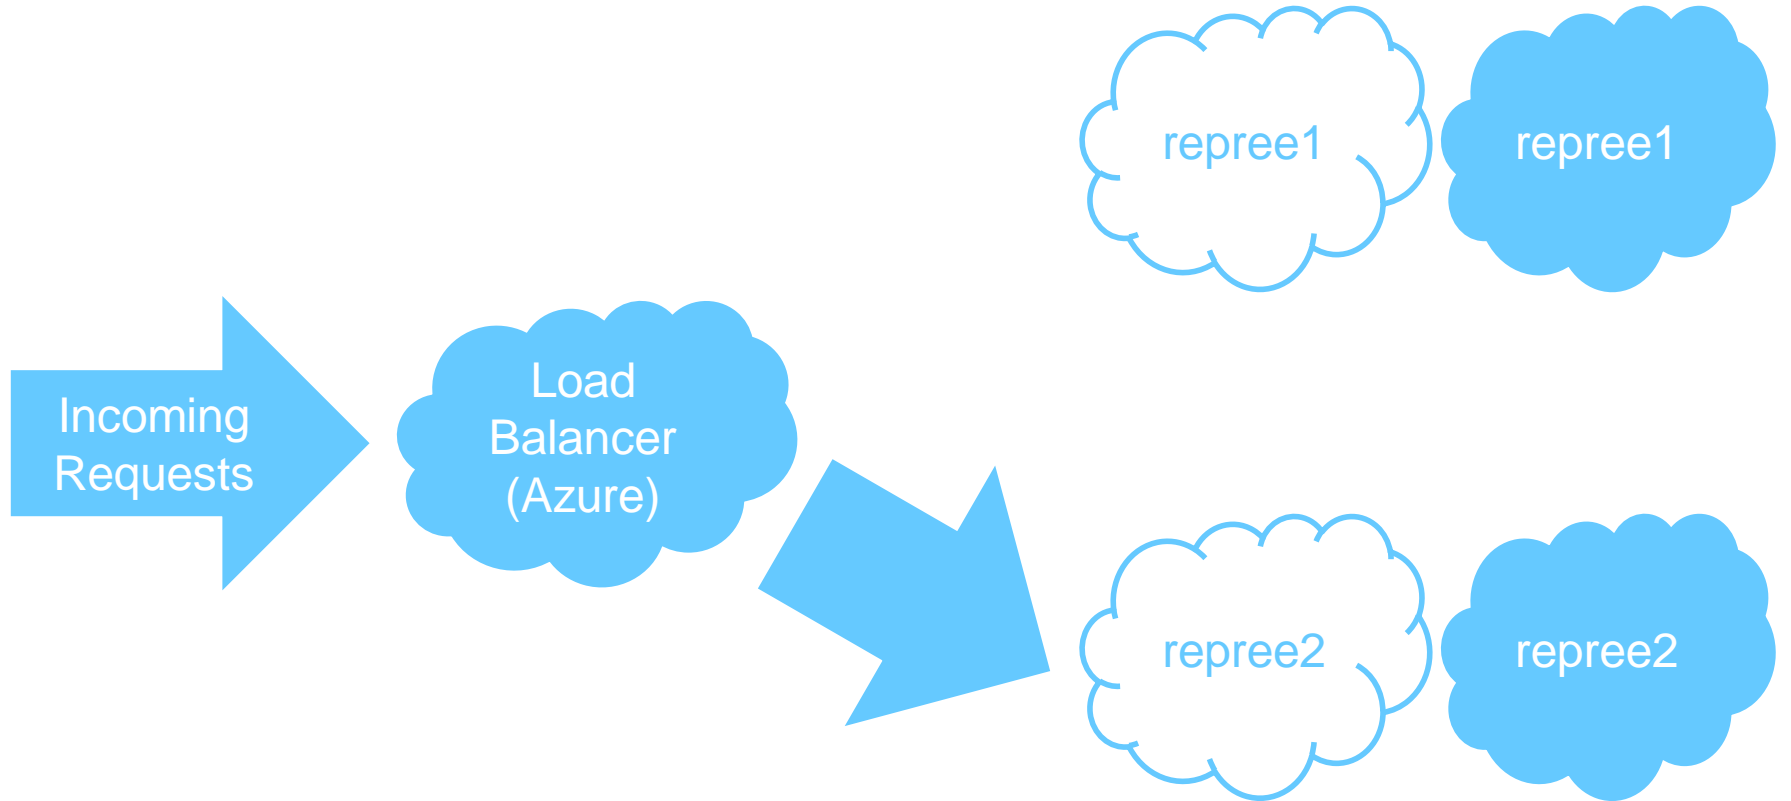 repree1
repree1
Incoming
Requests
Load
Balancer
(Azure)
repree2
repree2